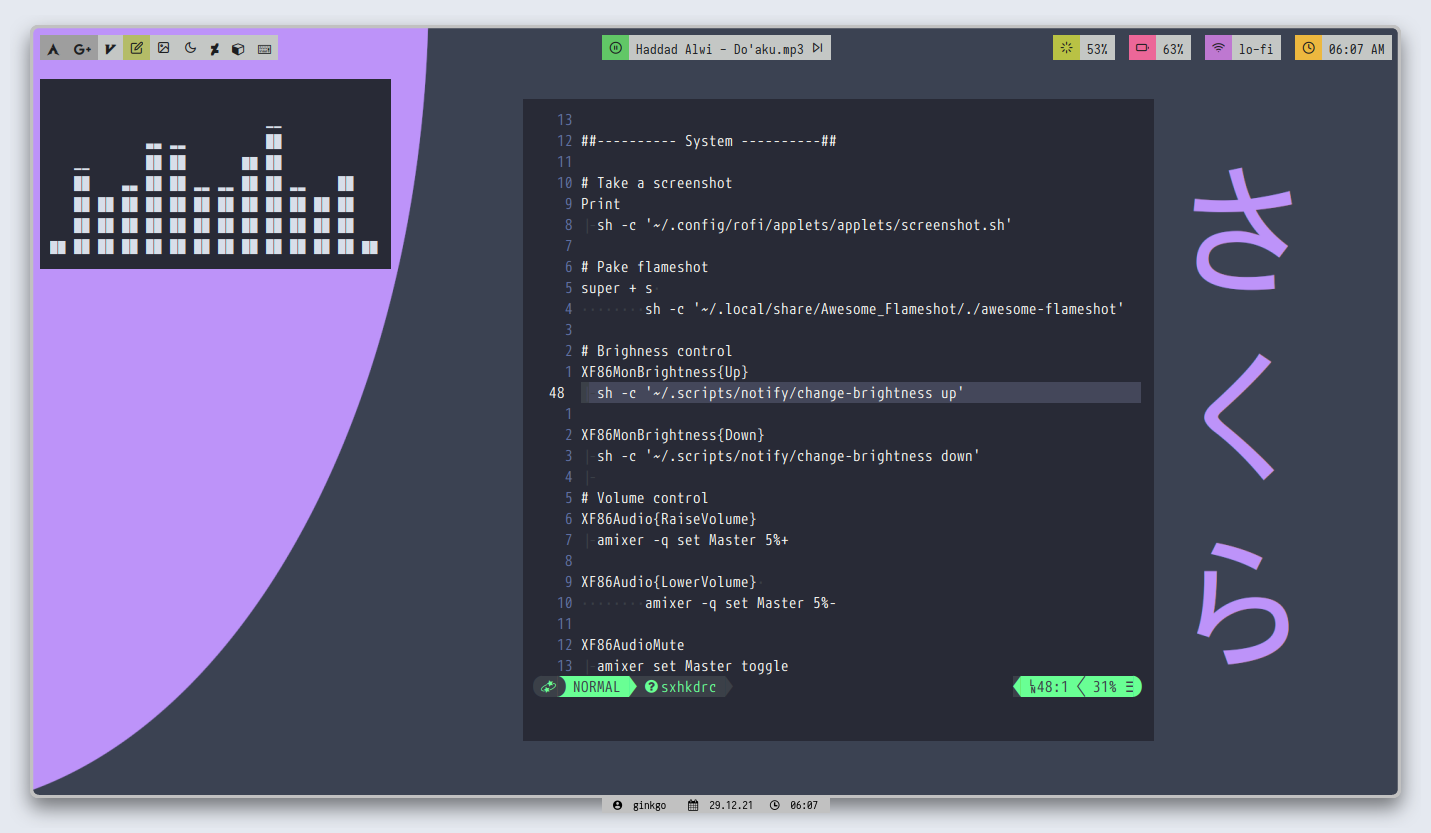 G+
Haddad Alwi - Do'aku.mp3
53%
63%
lo-fi
06:07 AM
13
12 ##---------- System ----------##
11
10 # Take a screenshot
9 Print
8 sh -c '~/.config/rofi/applets/applets/screenshot.sh'
7
6 # Pake flameshot
5 super + s
4 sh -c '~/.local/share/Awesome_Flameshot/./awesome-flameshot'
3
2 # Brighness control
1 XF86MonBrightness{Up}
48 sh -c '~/.scripts/notify/change-brightness up'
1
2 XF86MonBrightness{Down}
3 sh -c '~/.scripts/notify/change-brightness down'
4
5 # Volume control
6 XF86Audio{RaiseVolume}
7 amixer -q set Master 5%+
8
9 XF86Audio{LowerVolume}
10 amixer -q set Master 5%-
11
12 XF86AudioMute
13 amixer set Master toggle
NORMAL sxhkdrc LN 48:1 31%
さくら
ginkgo 29.12.21 06:07